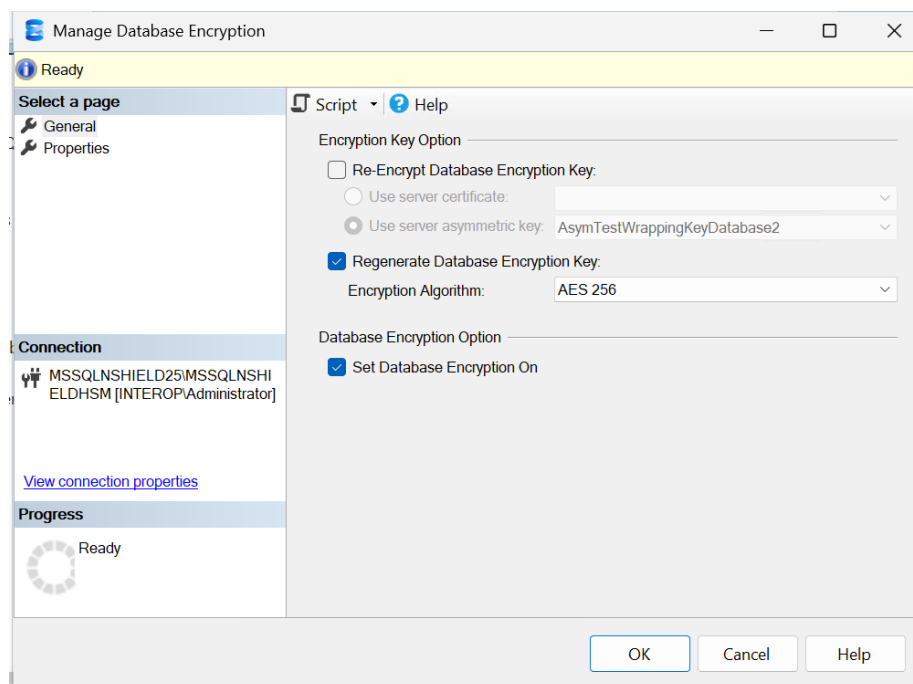 Manage Database Encryption
Ready
Select a page
General
Properties
Script
Help
Encryption Key Option
Re-Encrypt Database Encryption Key:
Use server certificate:
Use server asymmetric key: AsymTestWrappingKeyDatabase2
Regenerate Database Encryption Key:
Encryption Algorithm: AES 256
Database Encryption Option
Set Database Encryption On
Connection
MSSQLNSHIELD25\MSSQLNSHI
ELDHSM [INTEROP\Administrator]
View connection properties
Progress
Ready
OK
Cancel
Help